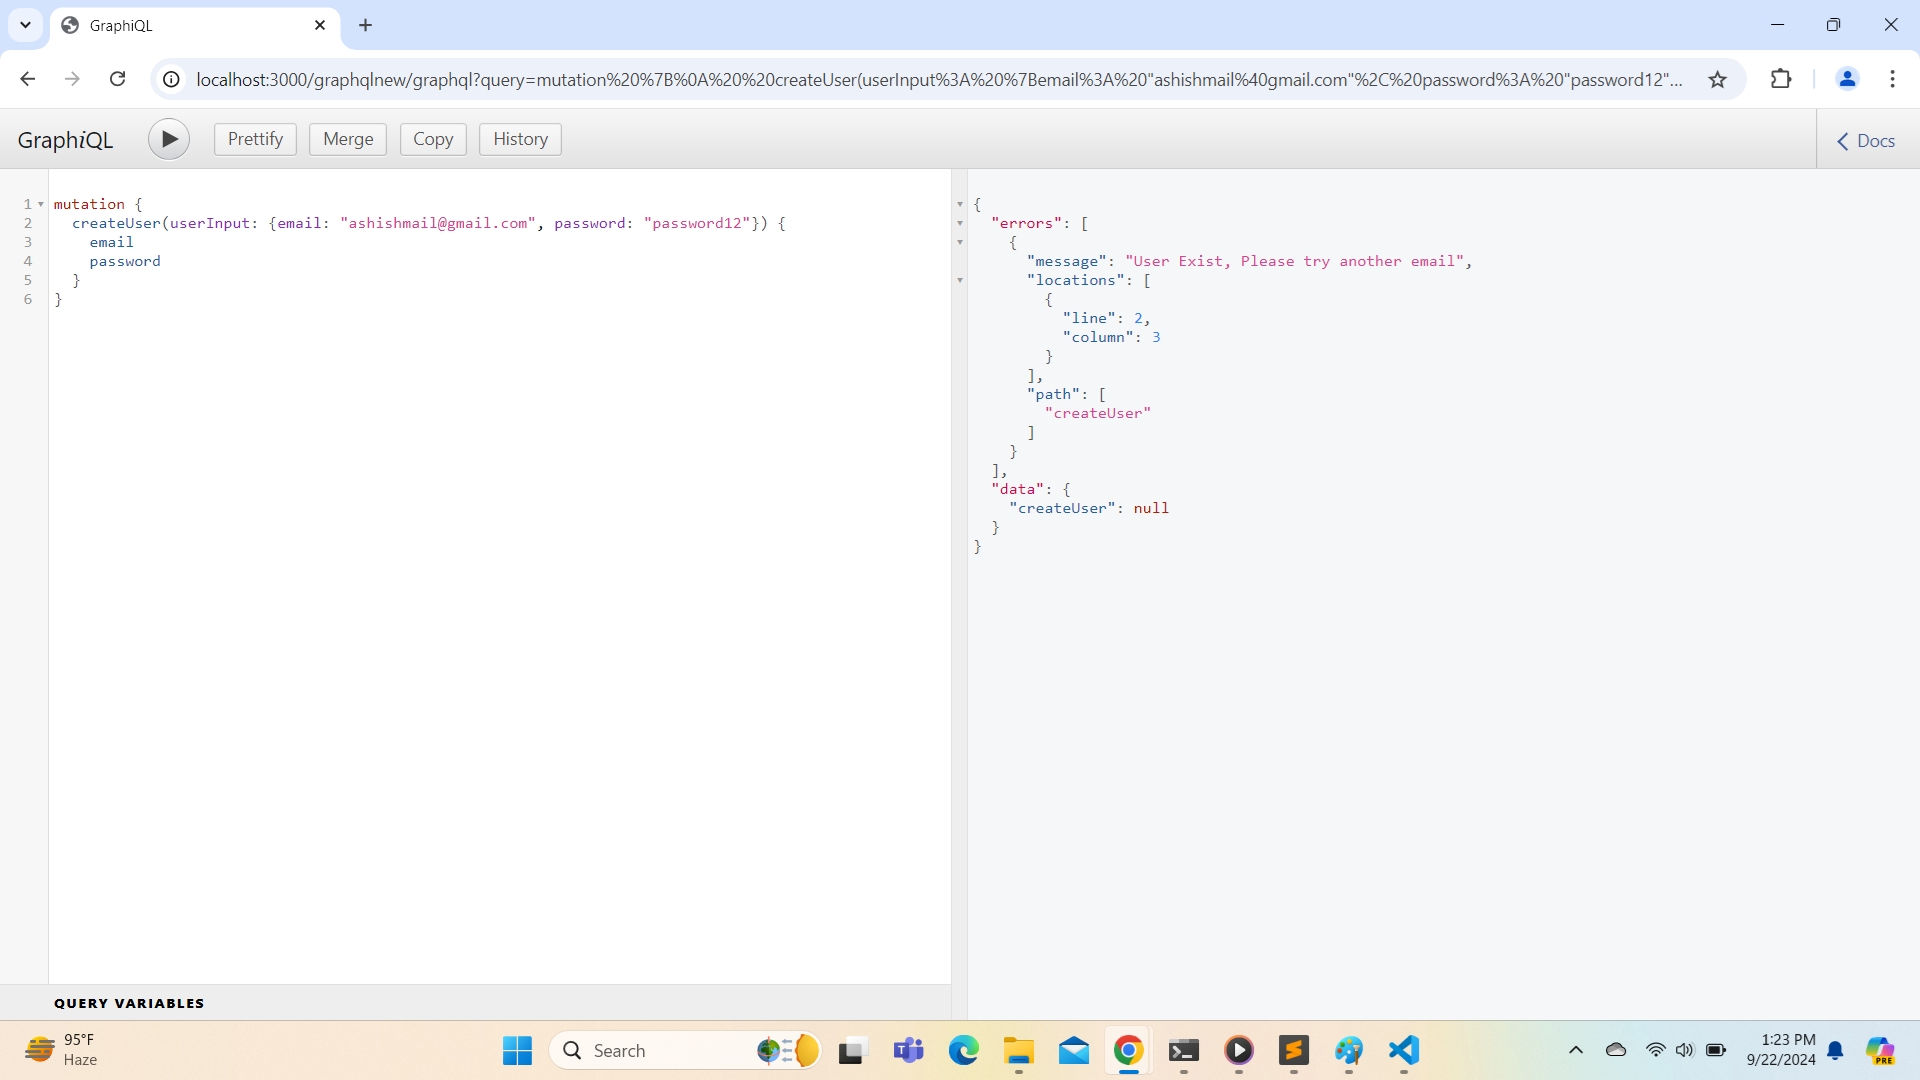 GraphiQL
localhost:3000/graphqlnew/graphql?query=mutation%20%7B%0A%20%20createUser(userInput%3A%20%7Bemail%3A%20"ashishmail%40gmail.com"%2C%20password%3A%20"password12"...
GraphiQL
Prettify
Merge
Copy
History
Docs
1 mutation {
2 createUser(userInput: {email: "ashishmail@gmail.com", password: "password12"}) {
3 email
4 password
5 }
6 }
{
"errors": [
{
"message": "User Exist, Please try another email",
"locations": [
{
"line": 2,
"column": 3
}
],
"path": [
"createUser"
]
}
],
"data": {
"createUser": null
}
}
QUERY VARIABLES
95°F
Haze
Search
1:23 PM
9/22/2024
PRE